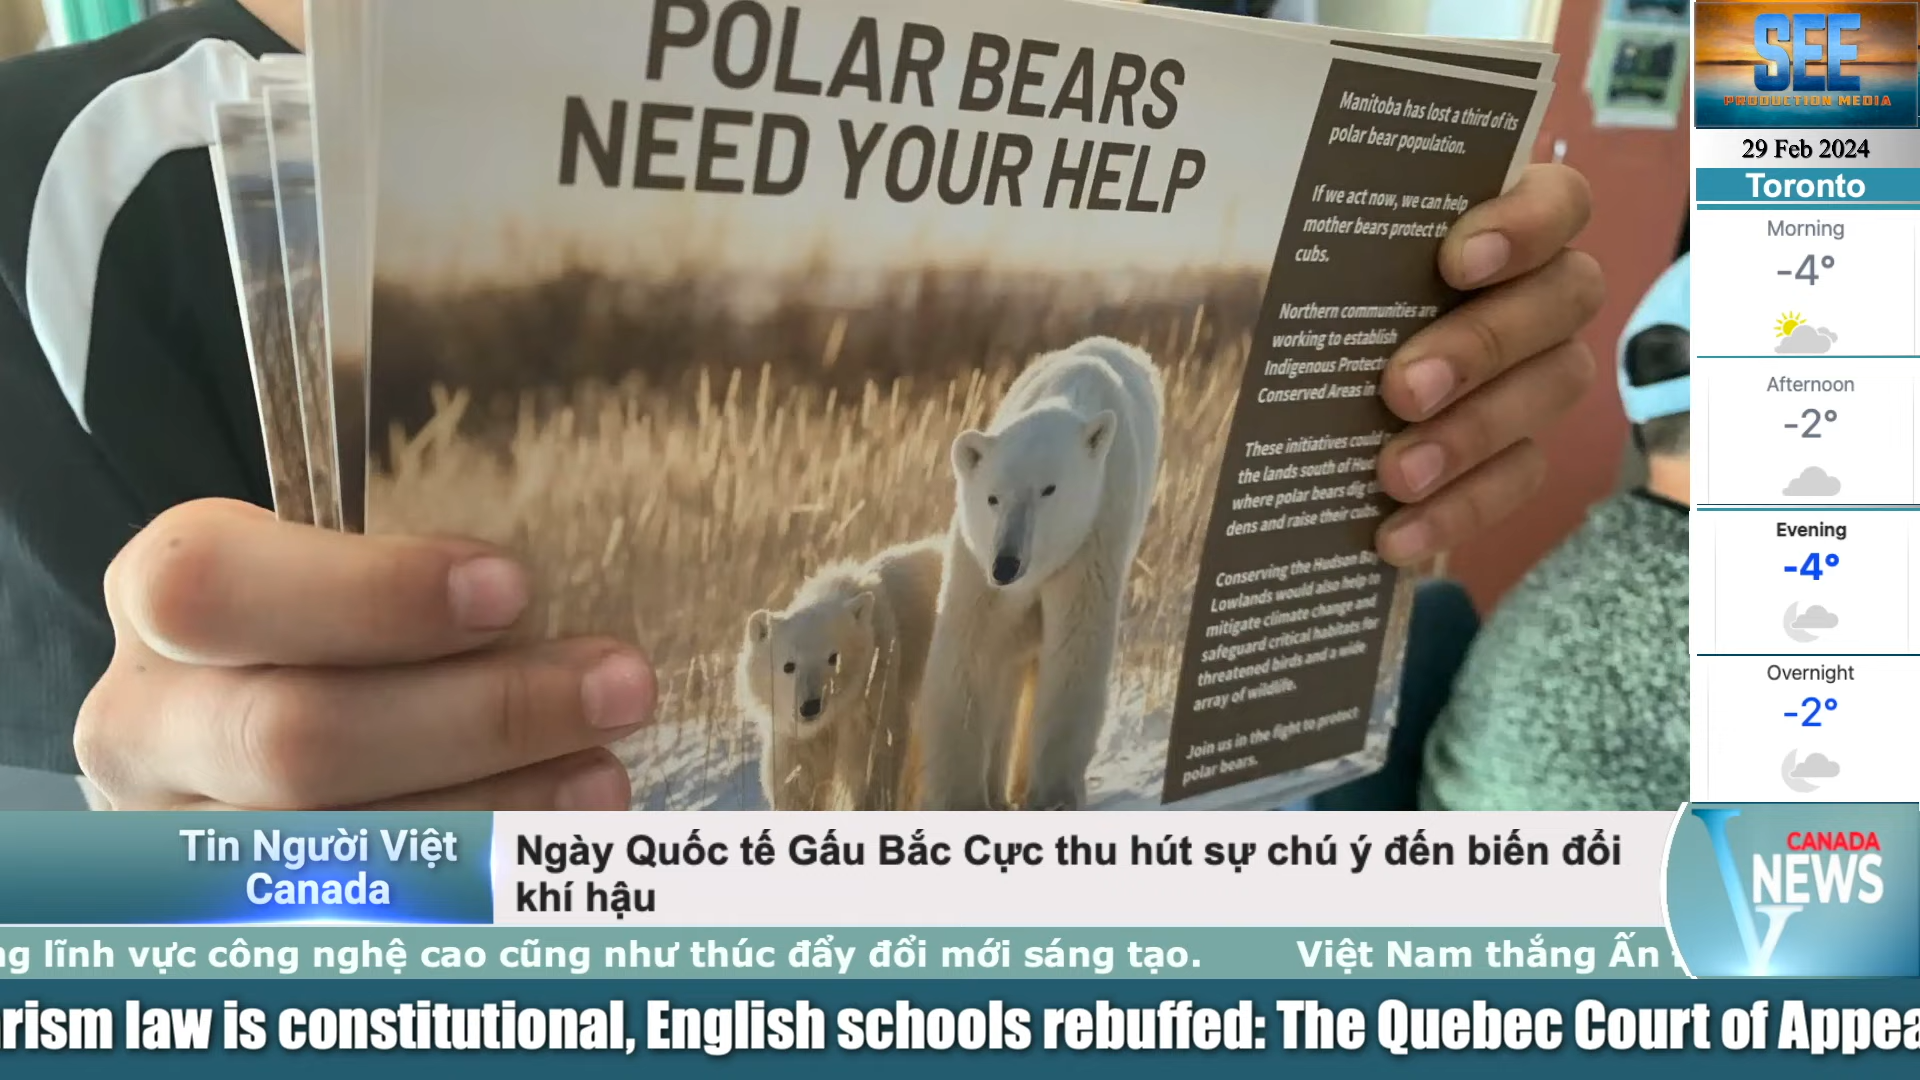 POLAR BEARS
NEED YOUR HELP
Manitoba has lost a third of its
polar bear population.
If we act now, we can help
mother bears protect
cubs.
Northern communities are
working to establish
Indigenous
Conserved Areas in
These initiatives could
the lands south of
where polar bears dig
dens and raise their cubs.
Conserving the Hudson
Lowlands would also help to
mitigate climate change and
safeguard critical habitats for
threatened birds and a wide
array of wildlife.
Join us in the fight to protect
polar bears.
SEE
PRODUCTION MEDIA
29 Feb 2024
Toronto
Morning
-4°
Afternoon
-2°
Evening
-4°
Overnight
-2°
Tin Người Việt
Canada
Ngày Quốc tế Gấu Bắc Cực thu hút sự chú ý đến biến đổi
khí hậu
V
CANADA
NEWS
lĩnh vực công nghệ cao cũng như thúc đẩy đổi mới sáng tạo. Việt Nam thắng Ấn
law is constitutional, English schools rebuffed: The Quebec Court of